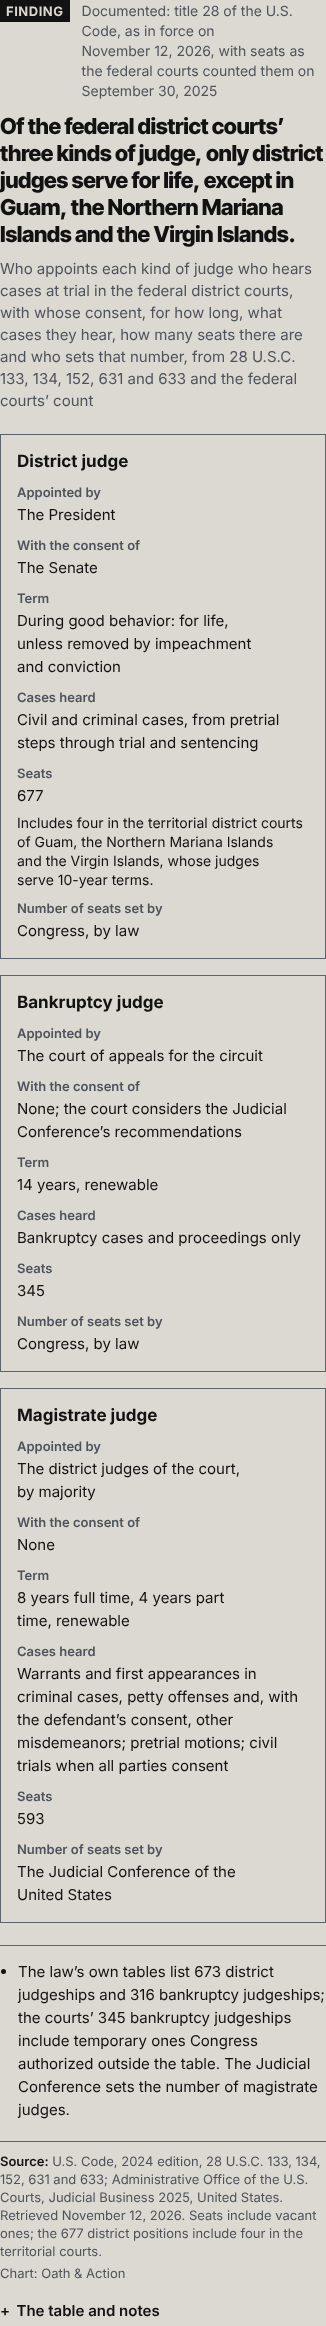 FINDING
Documented: title 28 of the U.S.
Code, as in force on
November 12, 2026, with seats as
the federal courts counted them on
September 30, 2025
Of the federal district courts’
three kinds of judge, only district
judges serve for life, except in
Guam, the Northern Mariana
Islands and the Virgin Islands.
Who appoints each kind of judge who hears
cases at trial in the federal district courts,
with whose consent, for how long, what
cases they hear, how many seats there are
and who sets that number, from 28 U.S.C.
133, 134, 152, 631 and 633 and the federal
courts’ count
District judge
Appointed by
The President
With the consent of
The Senate
Term
During good behavior: for life,
unless removed by impeachment
and conviction
Cases heard
Civil and criminal cases, from pretrial
steps through trial and sentencing
Seats
677
Includes four in the territorial district courts
of Guam, the Northern Mariana Islands
and the Virgin Islands, whose judges
serve 10-year terms.
Number of seats set by
Congress, by law
Bankruptcy judge
Appointed by
The court of appeals for the circuit
With the consent of
None; the court considers the Judicial
Conference’s recommendations
Term
14 years, renewable
Cases heard
Bankruptcy cases and proceedings only
Seats
345
Number of seats set by
Congress, by law
Magistrate judge
Appointed by
The district judges of the court,
by majority
With the consent of
None
Term
8 years full time, 4 years part
time, renewable
Cases heard
Warrants and first appearances in
criminal cases, petty offenses and, with
the defendant’s consent, other
misdemeanors; pretrial motions; civil
trials when all parties consent
Seats
593
Number of seats set by
The Judicial Conference of the
United States
• The law’s own tables list 673 district
judgeships and 316 bankruptcy judgeships;
the courts’ 345 bankruptcy judgeships
include temporary ones Congress
authorized outside the table. The Judicial
Conference sets the number of magistrate
judges.
Source: U.S. Code, 2024 edition, 28 U.S.C. 133, 134,
152, 631 and 633; Administrative Office of the U.S.
Courts, Judicial Business 2025, United States.
Retrieved November 12, 2026. Seats include vacant
ones; the 677 district positions include four in the
territorial courts.
Chart: Oath & Action
+ The table and notes